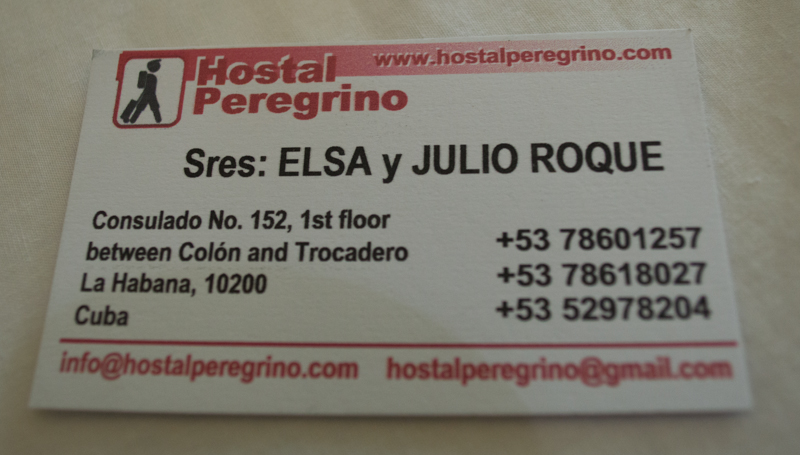 Hostal
Peregrino
www.hostalperegrino.com
Sres: ELSA y JULIO ROQUE
Consulado No. 152, 1st floor
between Colón and Trocadero
La Habana, 10200
Cuba
+53 78601257
+53 78618027
+53 52978204
info@hostalperegrino.com
hostalperegrino@gmail.com